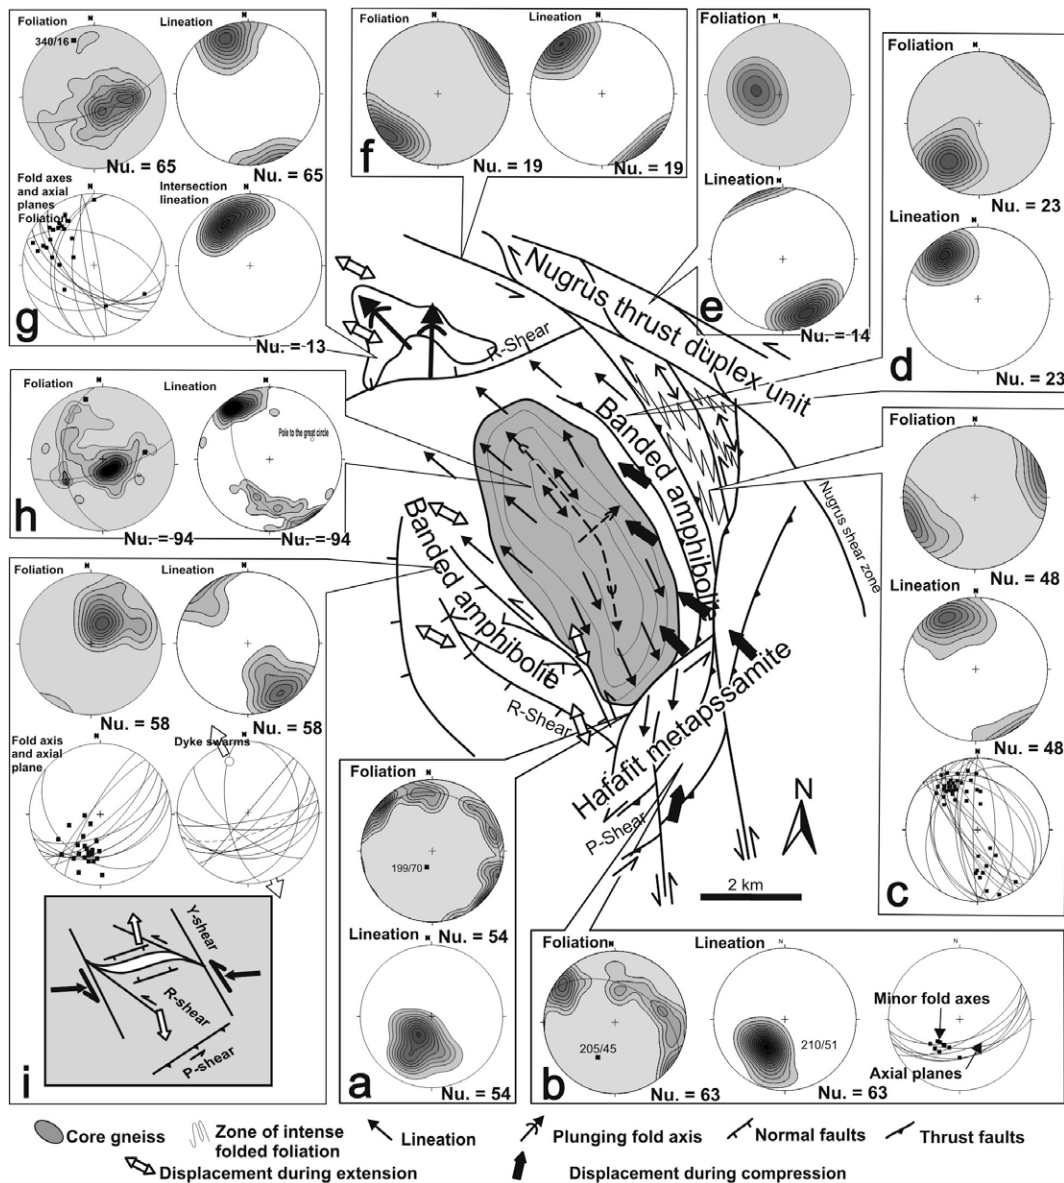 Foliation
N
340/16
Nu. = 65
Lineation
N
Nu. = 65
Fold axes
and axial
planes
Foliation
N
Intersection
lineation
N
Nu. = 13
g
Foliation
N
Nu. = 19
Lineation
N
Nu. = 19
f
Foliation
N
Lineation
N
Nu. = 14
e
Foliation
N
Nu. = 23
Lineation
N
Nu. = 23
d
Foliation
N
Nu. = 48
Lineation
N
Nu. = 48
N
c
Foliation
N
Nu. = 94
Lineation
N
Pole to the great circle
Nu. = 94
h
Foliation
N
Nu. = 58
Lineation
N
Nu. = 58
Fold axis
and axial
plane
N
Dyke swarms
N
Y-shear
R-shear
P-shear
i
Nugrus thrust duplex unit
R-Shear
Banded amphibolite
Nugrus shear zone
Banded amphibolite
R-Shear
Hafafit metapssamite
P-Shear
N
2 km
Foliation
N
199/70
Nu. = 54
Lineation
N
Nu. = 54
a
Foliation
N
205/45
Nu. = 63
Lineation
N
210/51
Nu. = 63
N
Minor fold axes
Axial planes
b
Core gneiss
Zone of intense
folded foliation
Lineation
Plunging fold axis
Normal faults
Thrust faults
Displacement during extension
Displacement during compression